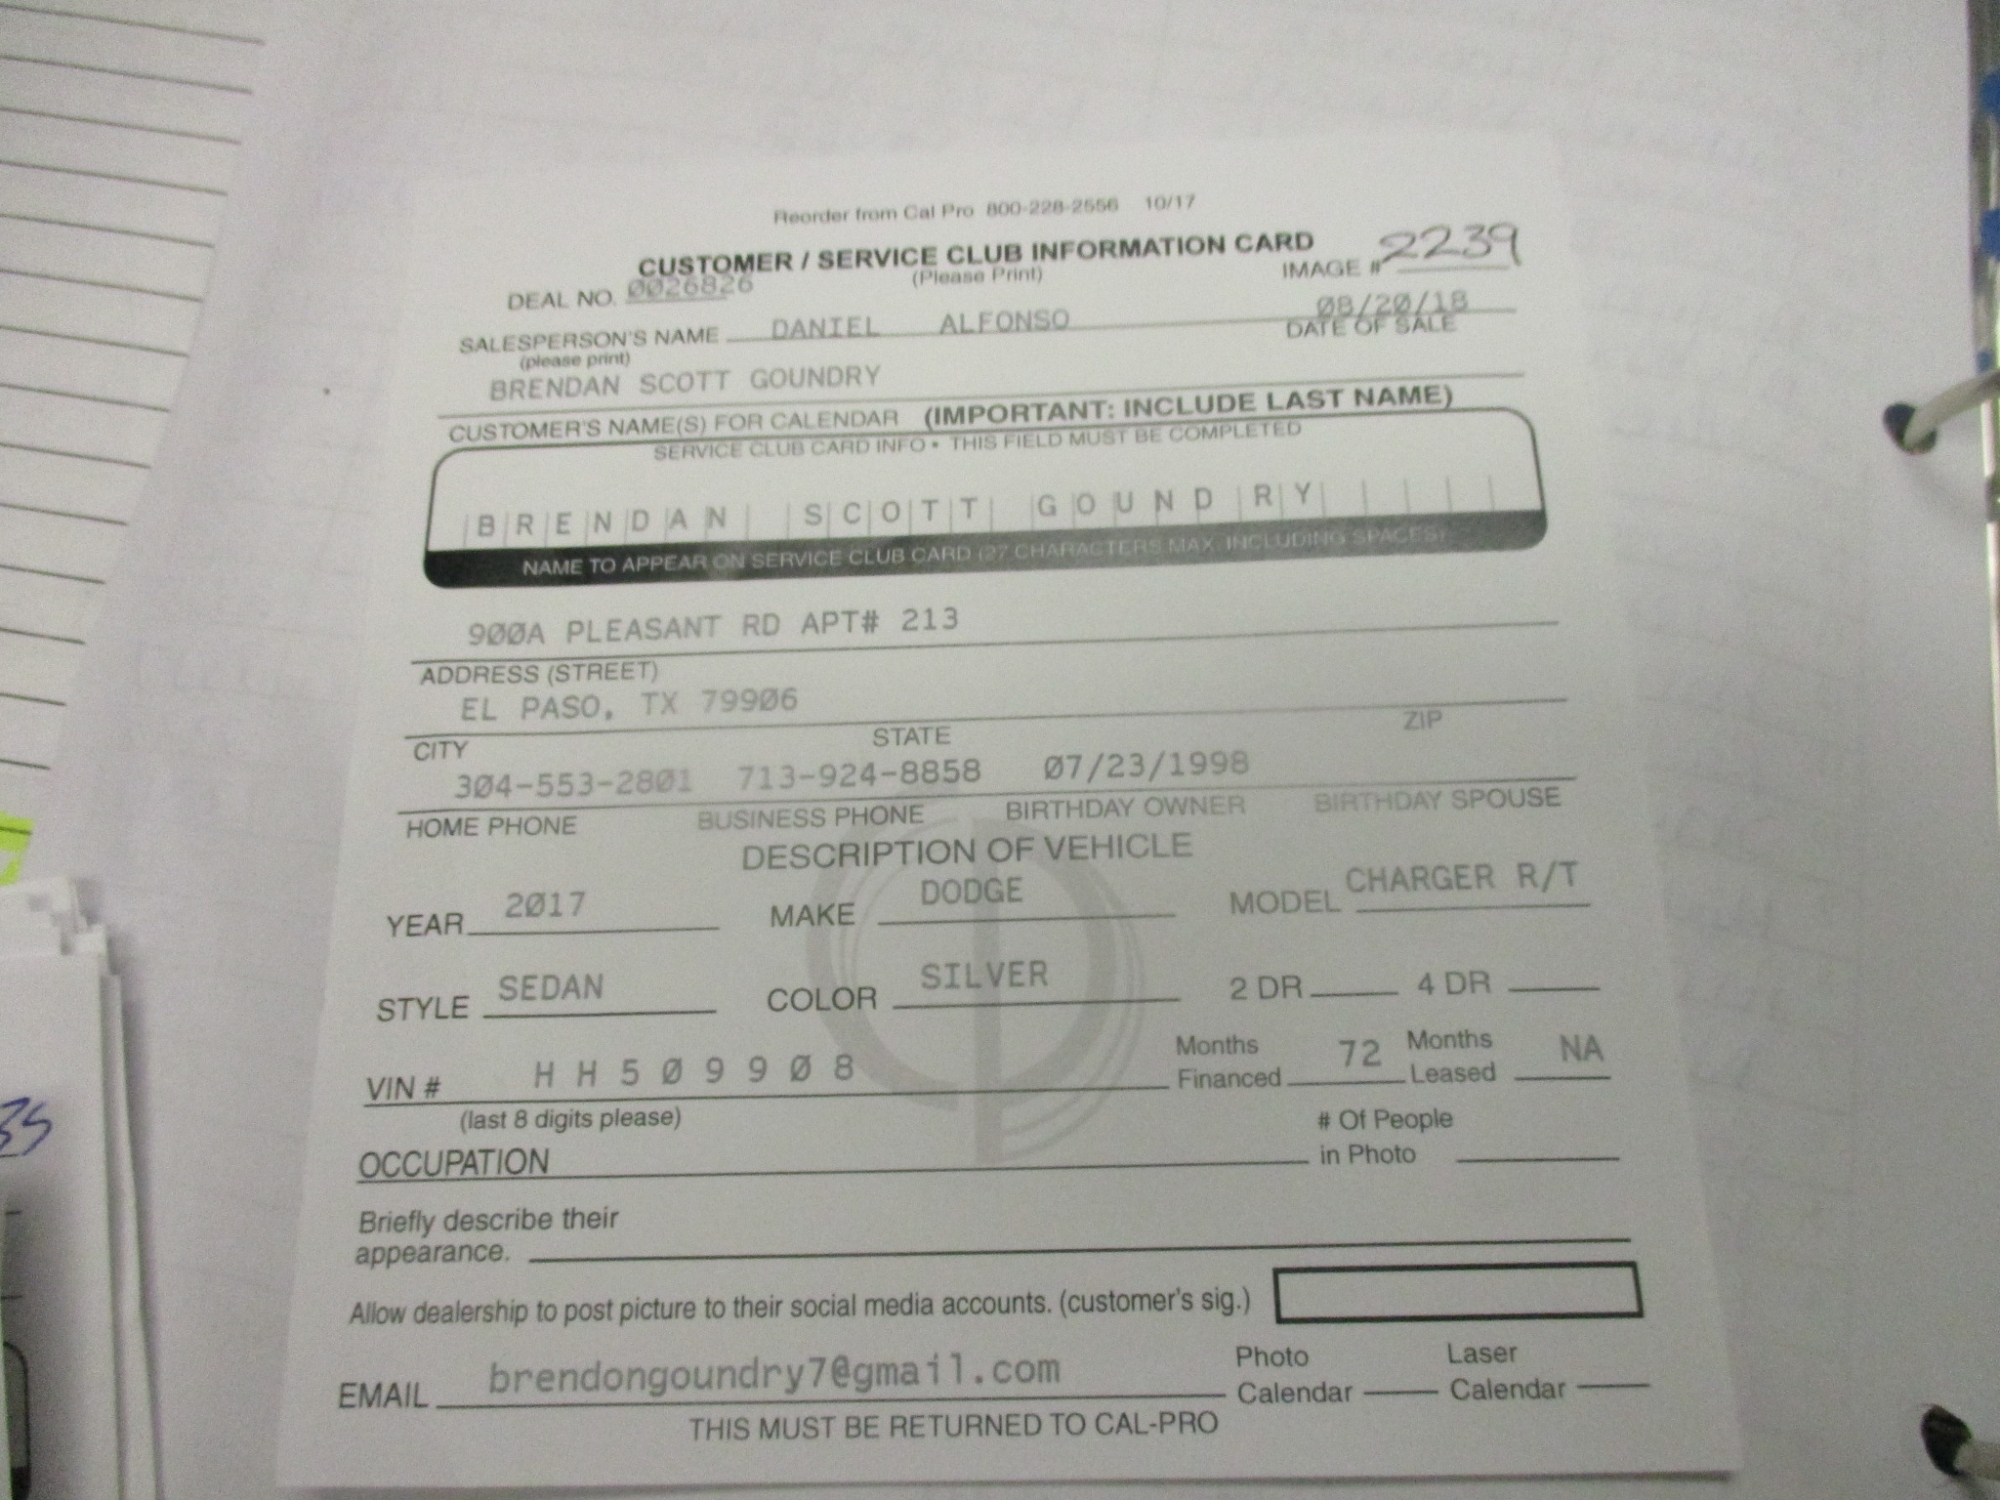 Reorder from Cal Pro 800-228-2556 10/17
CUSTOMER / SERVICE CLUB INFORMATION CARD
(Please Print)
IMAGE # 2239
DEAL NO. 0026826
SALESPERSON'S NAME DANIEL ALFONSO
(please print)
08/20/18
DATE OF SALE
BRENDAN SCOTT GOUNDRY
CUSTOMER'S NAME(S) FOR CALENDAR (IMPORTANT: INCLUDE LAST NAME)
SERVICE CLUB CARD INFO • THIS FIELD MUST BE COMPLETED
BRENDAN SCOTT GOUNDRY
NAME TO APPEAR ON SERVICE CLUB CARD (27 CHARACTERS MAX. INCLUDING SPACES)
900A PLEASANT RD APT# 213
ADDRESS (STREET)
EL PASO, TX 79906
CITY STATE ZIP
304-553-2801 713-924-8858 07/23/1998
HOME PHONE BUSINESS PHONE BIRTHDAY OWNER BIRTHDAY SPOUSE
DESCRIPTION OF VEHICLE
YEAR 2017 MAKE DODGE MODEL CHARGER R/T
STYLE SEDAN COLOR SILVER 2 DR 4 DR
VIN # HH509908 Months Financed 72 Months Leased NA
(last 8 digits please)
OCCUPATION # Of People in Photo
Briefly describe their
appearance.
Allow dealership to post picture to their social media accounts. (customer's sig.)
EMAIL brendongoundry7@gmail.com Photo Calendar Laser Calendar
THIS MUST BE RETURNED TO CAL-PRO